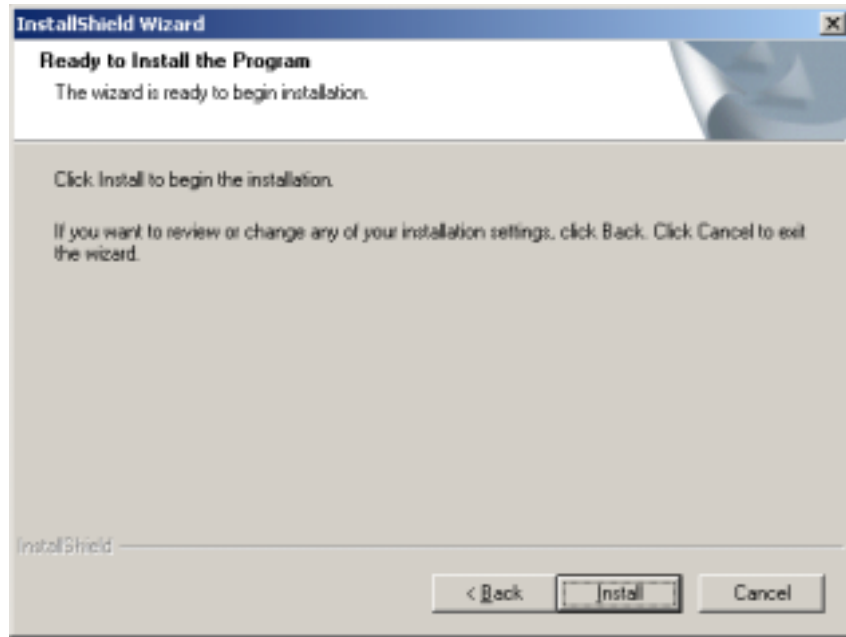 InstallShield Wizard
Ready to Install the Program
The wizard is ready to begin installation.
Click Install to begin the installation.
If you want to review or change any of your installation settings, click Back. Click Cancel to exit
the wizard.
InstallShield
< Back Install Cancel